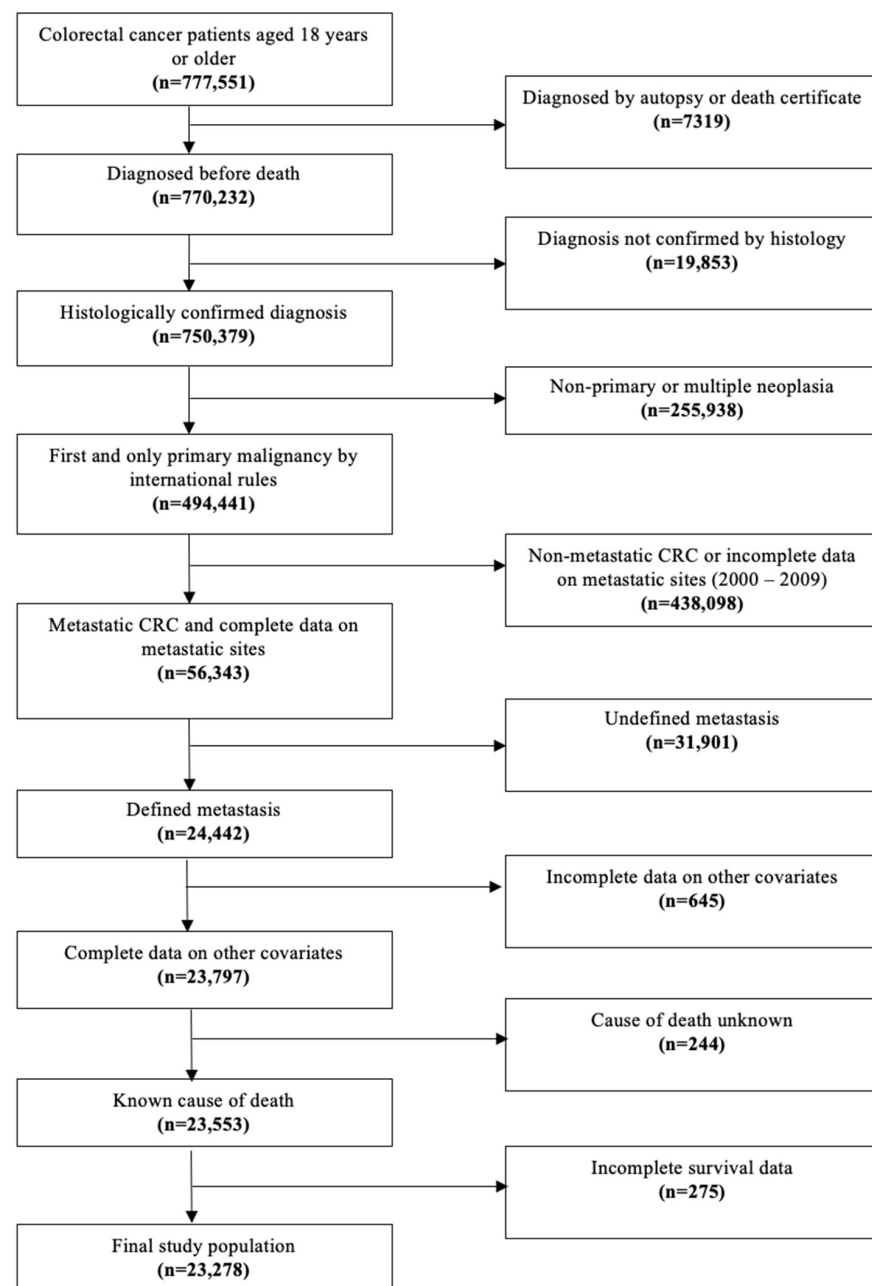 Colorectal cancer patients aged 18 years
or older
(n=777,551)
Diagnosed by autopsy or death certificate
(n=7319)
Diagnosed before death
(n=770,232)
Diagnosis not confirmed by histology
(n=19,853)
Histologically confirmed diagnosis
(n=750,379)
Non-primary or multiple neoplasia
(n=255,938)
First and only primary malignancy by
international rules
(n=494,441)
Non-metastatic CRC or incomplete data
on metastatic sites (2000 – 2009)
(n=438,098)
Metastatic CRC and complete data on
metastatic sites
(n=56,343)
Undefined metastasis
(n=31,901)
Defined metastasis
(n=24,442)
Incomplete data on other covariates
(n=645)
Complete data on other covariates
(n=23,797)
Cause of death unknown
(n=244)
Known cause of death
(n=23,553)
Incomplete survival data
(n=275)
Final study population
(n=23,278)